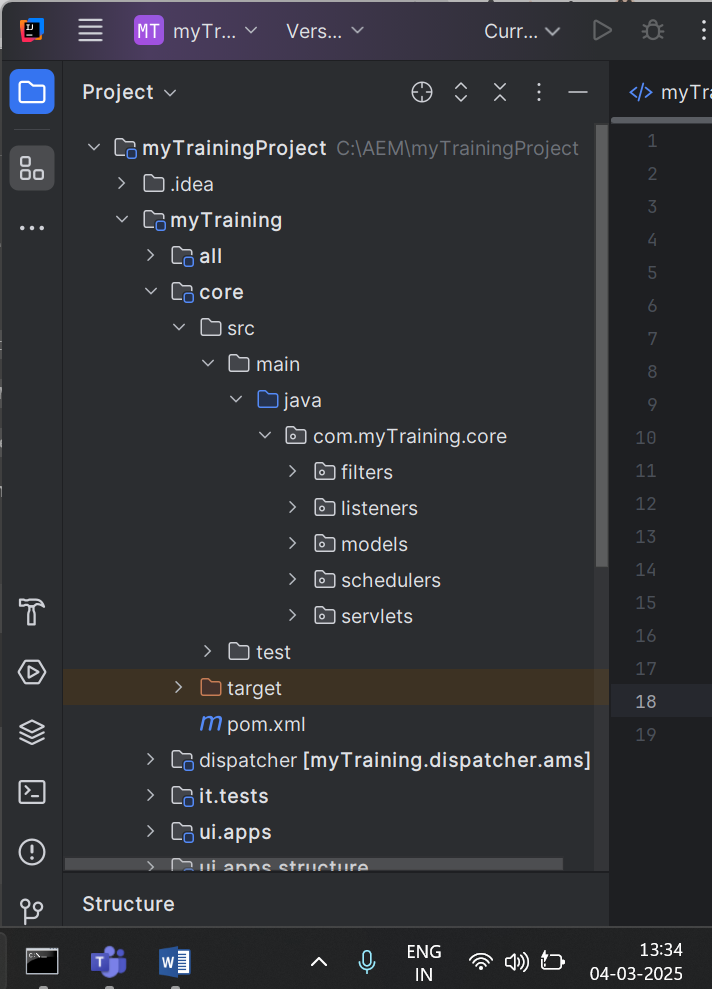 MT myTr... Vers... Curr...
Project
</> myTra
myTrainingProject C:\AEM\myTrainingProject
.idea
myTraining
all
core
src
main
java
com.myTraining.core
filters
listeners
models
schedulers
servlets
test
target
m pom.xml
dispatcher [myTraining.dispatcher.ams]
it.tests
ui.apps
ui.apps.structure
1
2
3
4
5
6
7
8
9
10
11
12
13
14
15
16
17
18
19
Structure
ENG
IN
13:34
04-03-2025